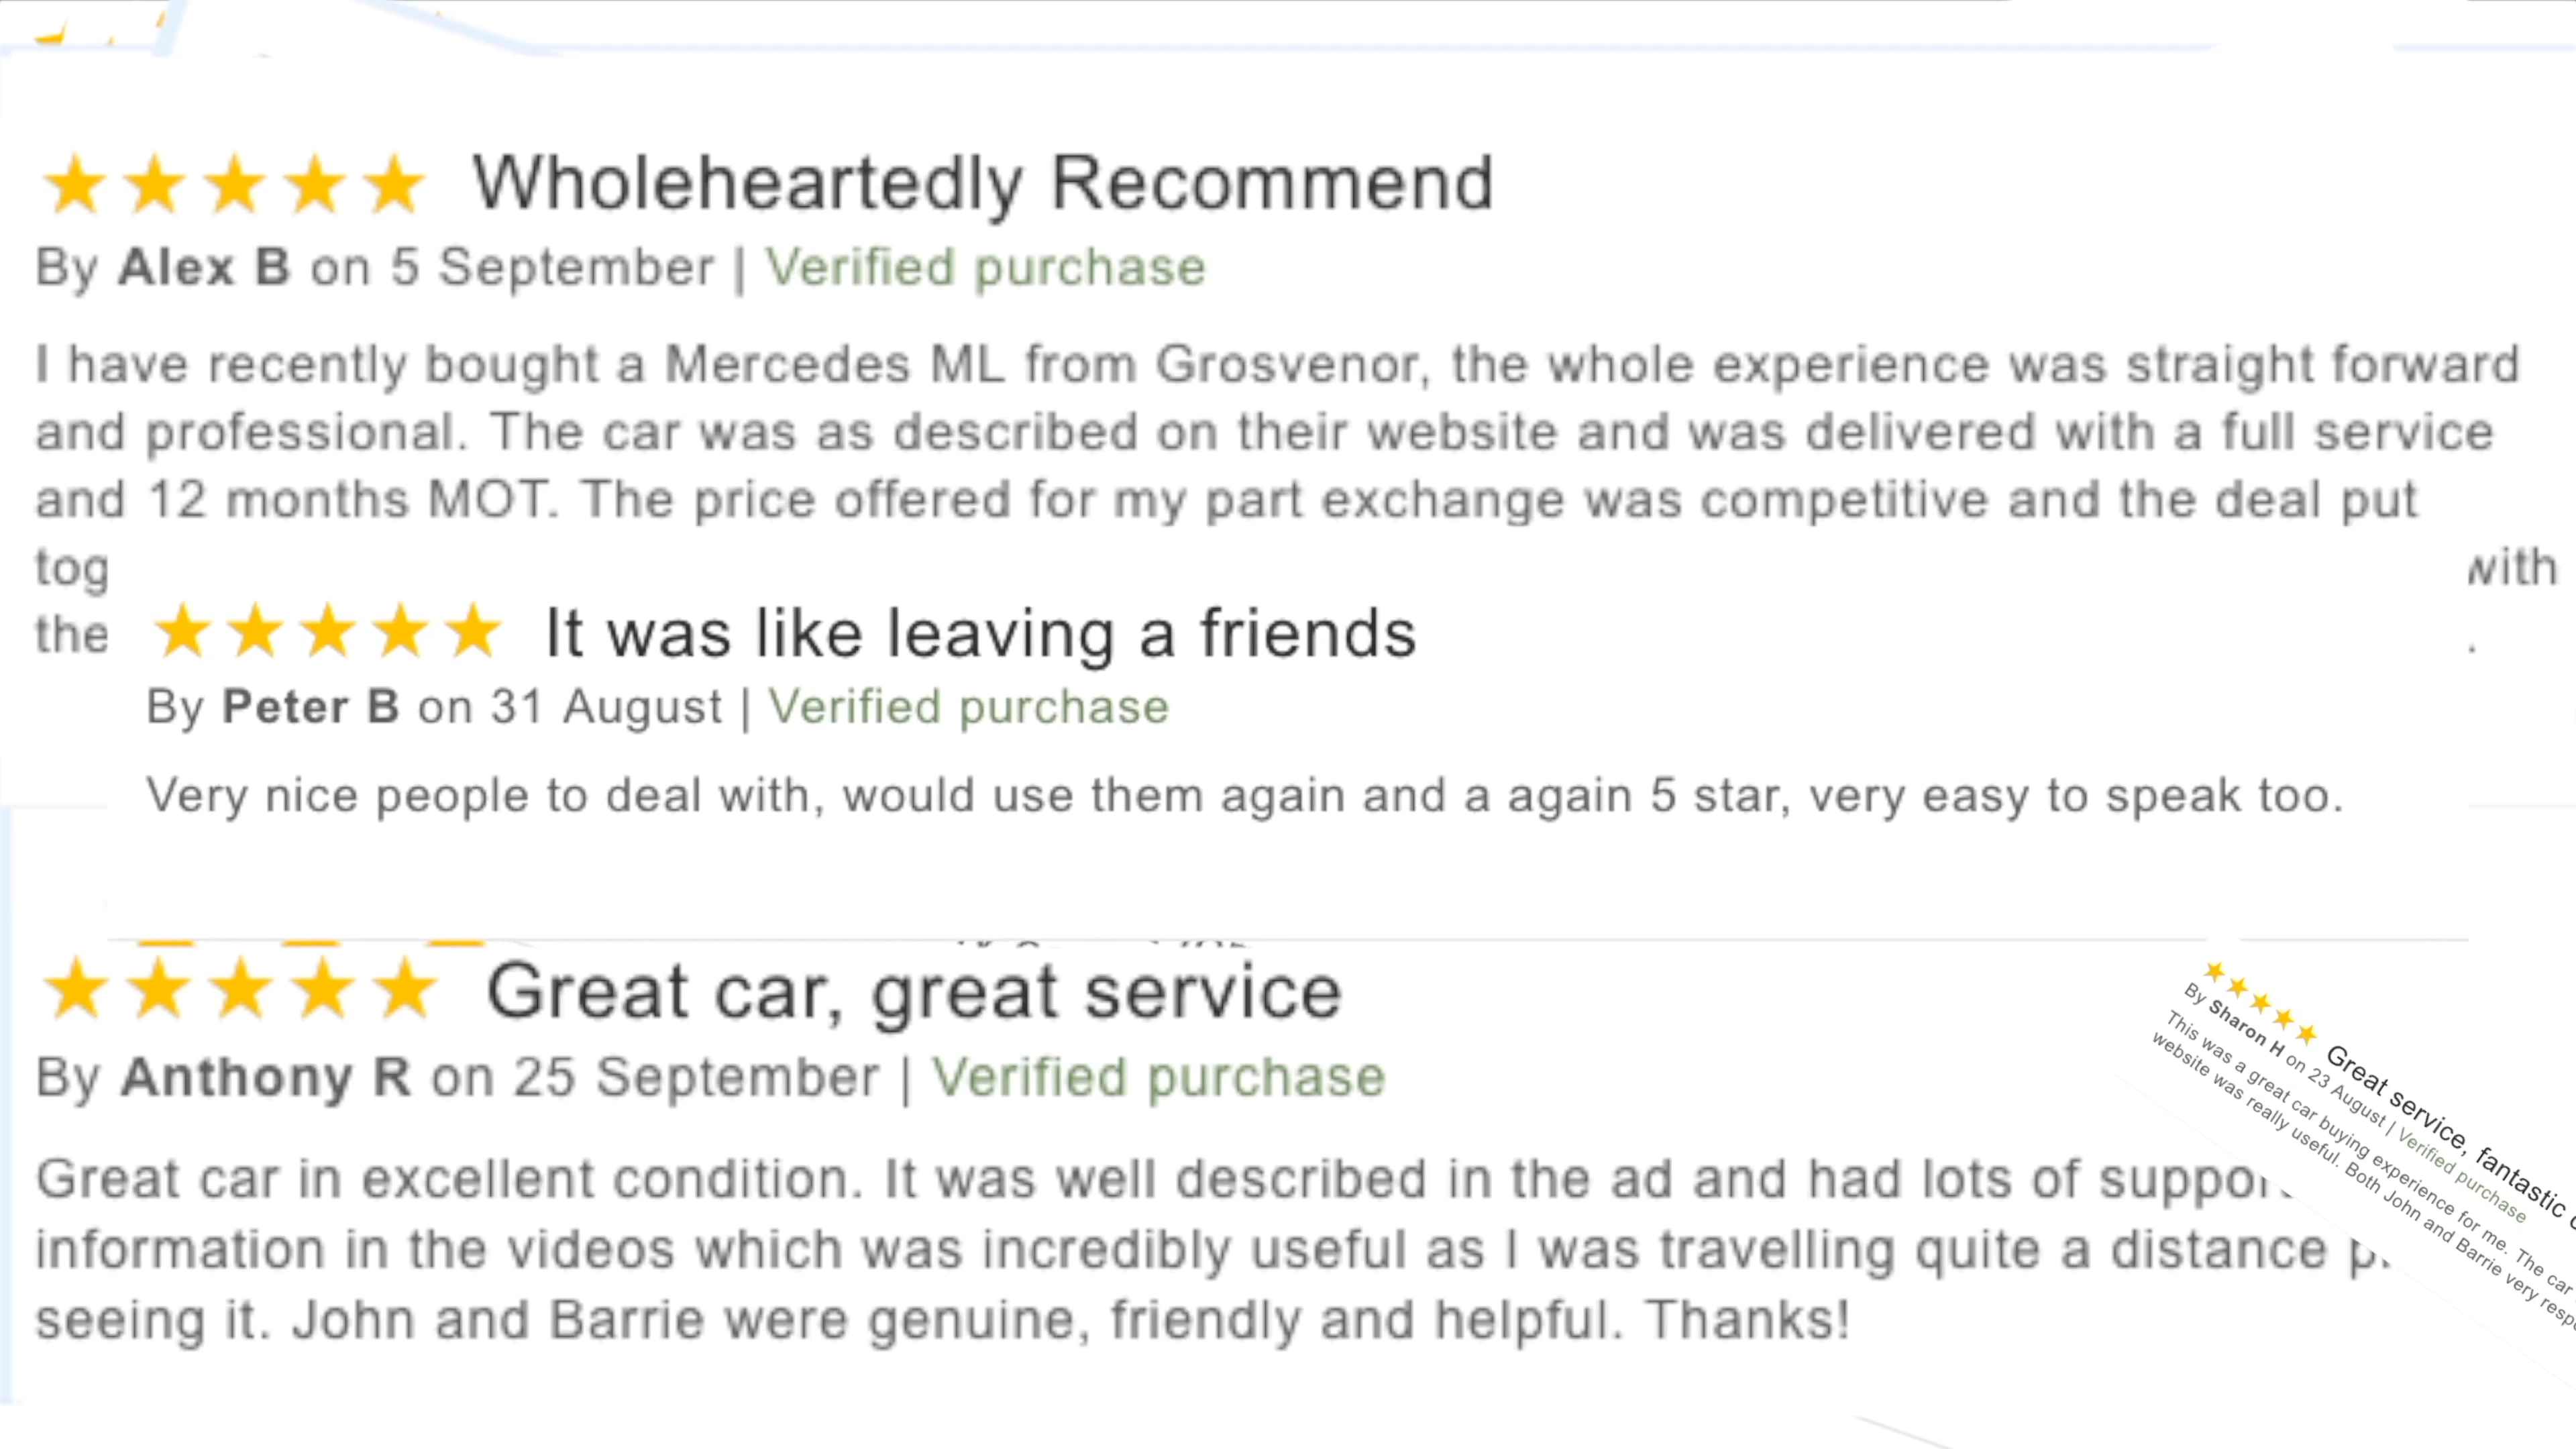 Wholeheartedly Recommend
By Alex B on 5 September | Verified purchase
I have recently bought a Mercedes ML from Grosvenor, the whole experience was straight forward
and professional. The car was as described on their website and was delivered with a full service
and 12 months MOT. The price offered for my part exchange was competitive and the deal put
tog with
the .
It was like leaving a friends
By Peter B on 31 August | Verified purchase
Very nice people to deal with, would use them again and a again 5 star, very easy to speak too.
Great car, great service
By Anthony R on 25 September | Verified purchase
Great car in excellent condition. It was well described in the ad and had lots of
information in the videos which was incredibly useful as I was travelling quite a distance
seeing it. John and Barrie were genuine, friendly and helpful. Thanks!
Great service, fantastic
By Sharon H on 23 August | Verified purchase
This was a great car buying experience for me. The car
website was really useful. Both John and Barrie very